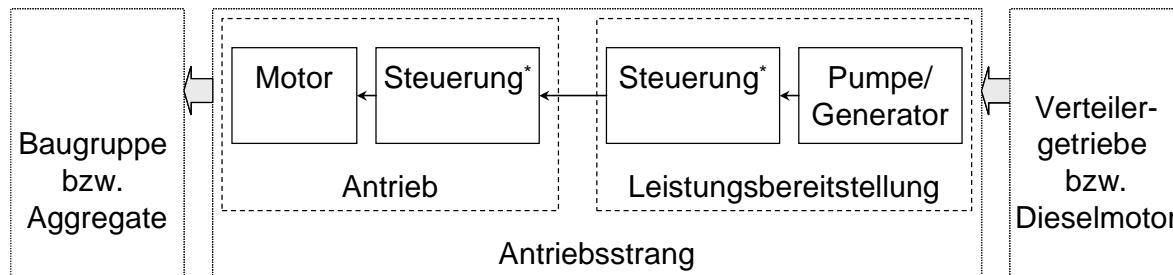 Baugruppe
bzw.
Aggregate
Motor
Steuerung*
Antrieb
Steuerung*
Pumpe/
Generator
Leistungsbereitstellung
Antriebsstrang
Verteiler-
getriebe
bzw.
Dieselmotor